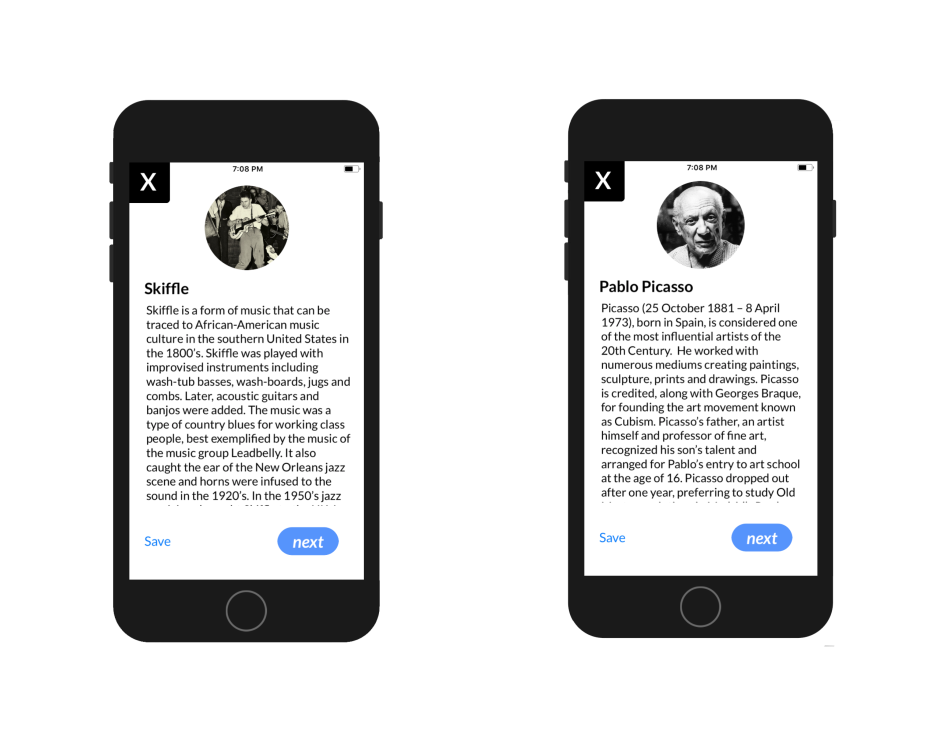 X
7:08 PM
Skiffle
Skiffle is a form of music that can be
traced to African-American music
culture in the southern United States in
the 1800's. Skiffle was played with
improvised instruments including
wash-tub basses, wash-boards, jugs and
combs. Later, acoustic guitars and
banjos were added. The music was a
type of country blues for working class
people, best exemplified by the music of
the music group Leadbelly. It also
caught the ear of the New Orleans jazz
scene and horns were infused to the
sound in the 1920's. In the 1950's jazz
Save
next
X
7:08 PM
Pablo Picasso
Picasso (25 October 1881 – 8 April
1973), born in Spain, is considered one
of the most influential artists of the
20th Century.  He worked with
numerous mediums creating paintings,
sculpture, prints and drawings. Picasso
is credited, along with Georges Braque,
for founding the art movement known
as Cubism. Picasso's father, an artist
himself and professor of fine art,
recognized his son's talent and
arranged for Pablo's entry to art school
at the age of 16. Picasso dropped out
after one year, preferring to study Old
Save
next